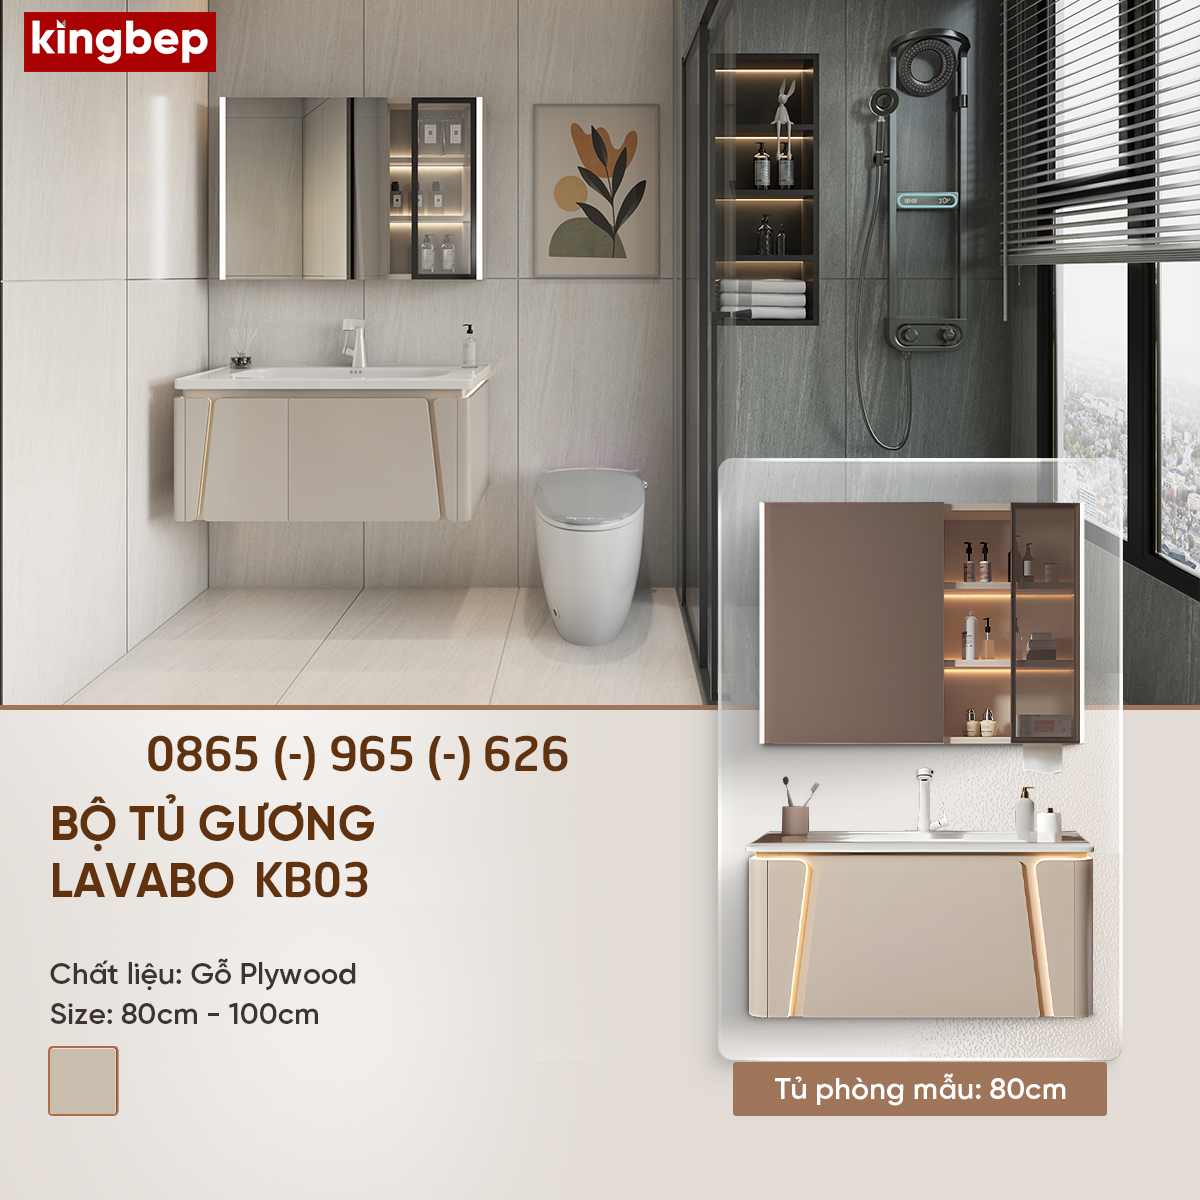 kingbep
0865 (-) 965 (-) 626
BỘ TỦ GƯƠNG
LAVABO KB03
Chất liệu: Gỗ Plywood
Size: 80cm - 100cm
Tủ phòng mẫu: 80cm